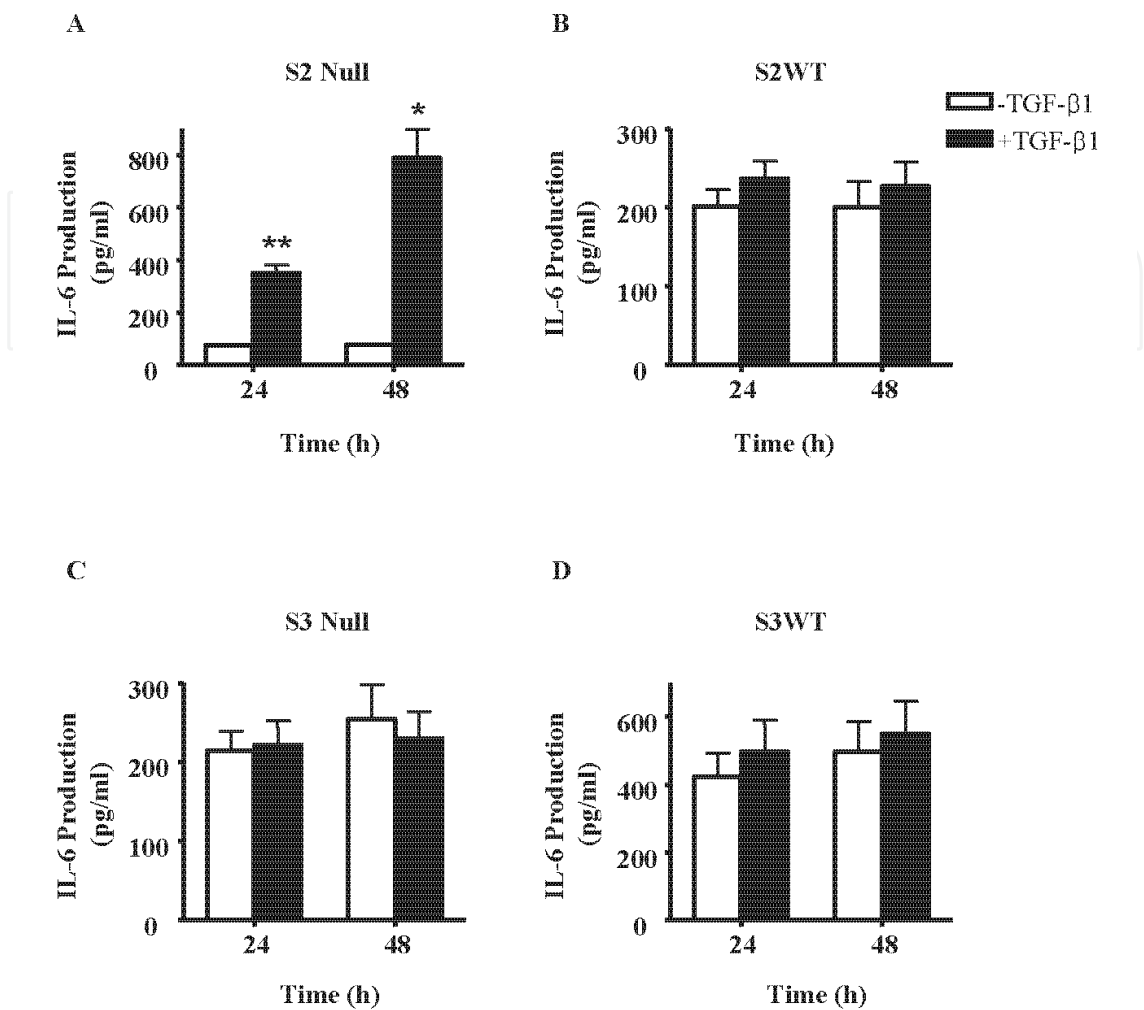 A
S2 Null
**
*
IL-6 Production
(pg/ml)
800
600
400
200
0
24
48
Time (h)
B
S2WT
-TGF-β1
+TGF-β1
IL-6 Production
(pg/ml)
300
200
100
0
24
48
Time (h)
C
S3 Null
IL-6 Production
(pg/ml)
300
200
100
0
24
48
Time (h)
D
S3WT
IL-6 Production
(pg/ml)
600
400
200
0
24
48
Time (h)